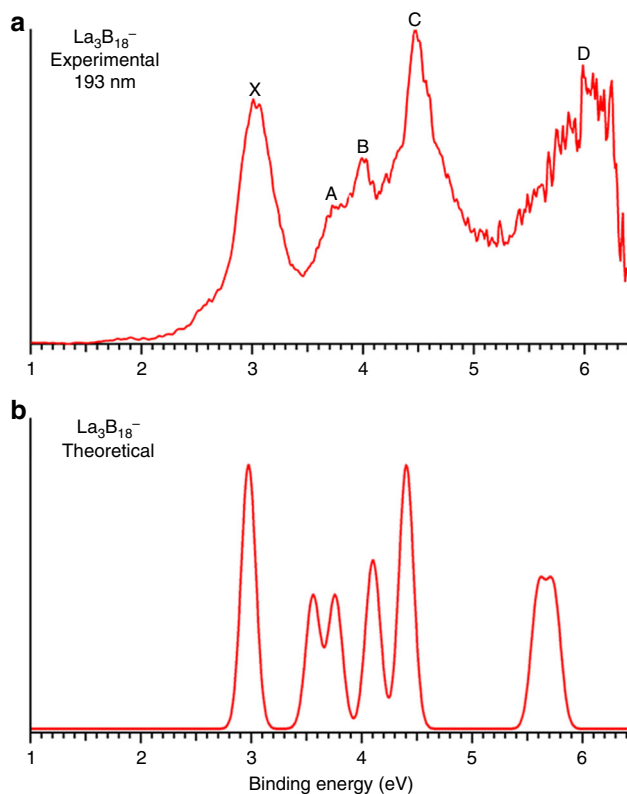 a
La₃B₁₈⁻
Experimental
193 nm
X
A
B
C
D
1 2 3 4 5 6
b
La₃B₁₈⁻
Theoretical
1 2 3 4 5 6
Binding energy (eV)